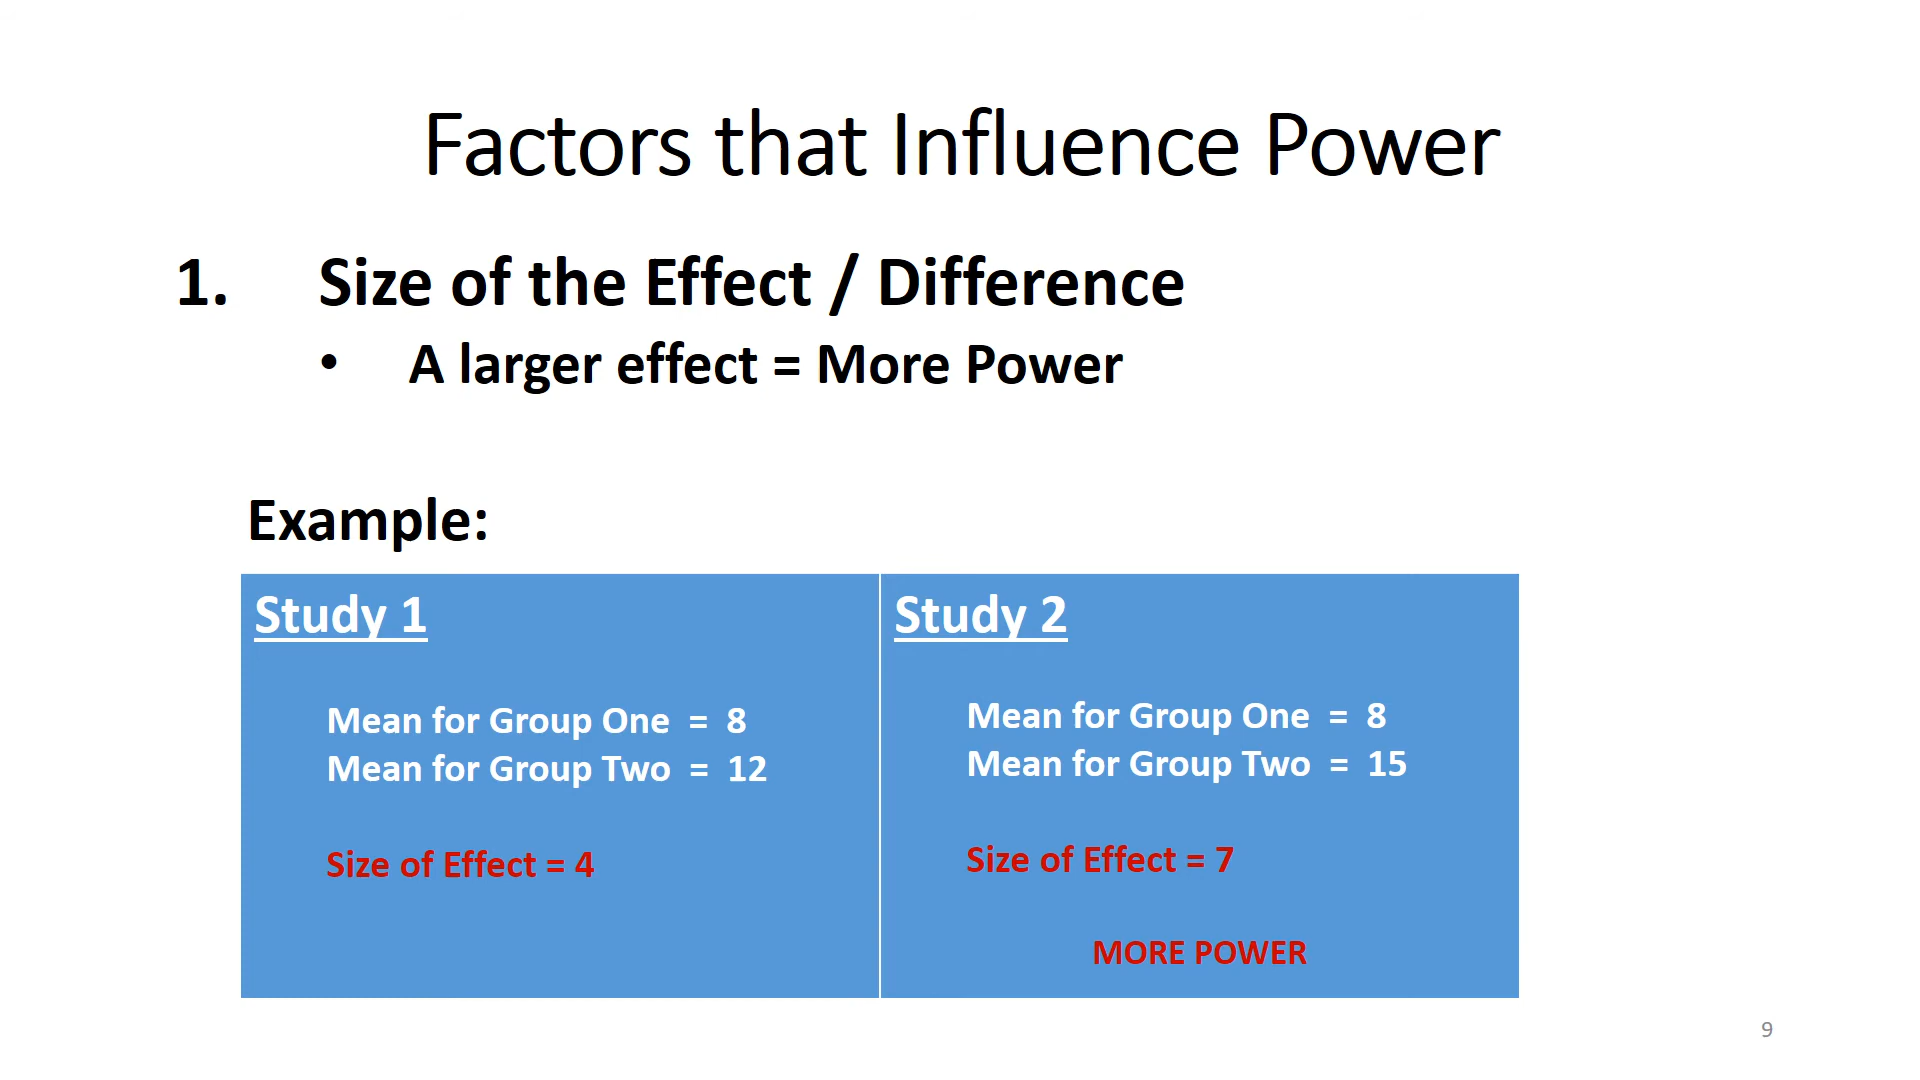 Factors that Influence Power
1. Size of the Effect / Difference
• A larger effect = More Power
Example:
Study 1
Mean for Group One = 8
Mean for Group Two = 12
Size of Effect = 4
Study 2
Mean for Group One = 8
Mean for Group Two = 15
Size of Effect = 7
MORE POWER
9